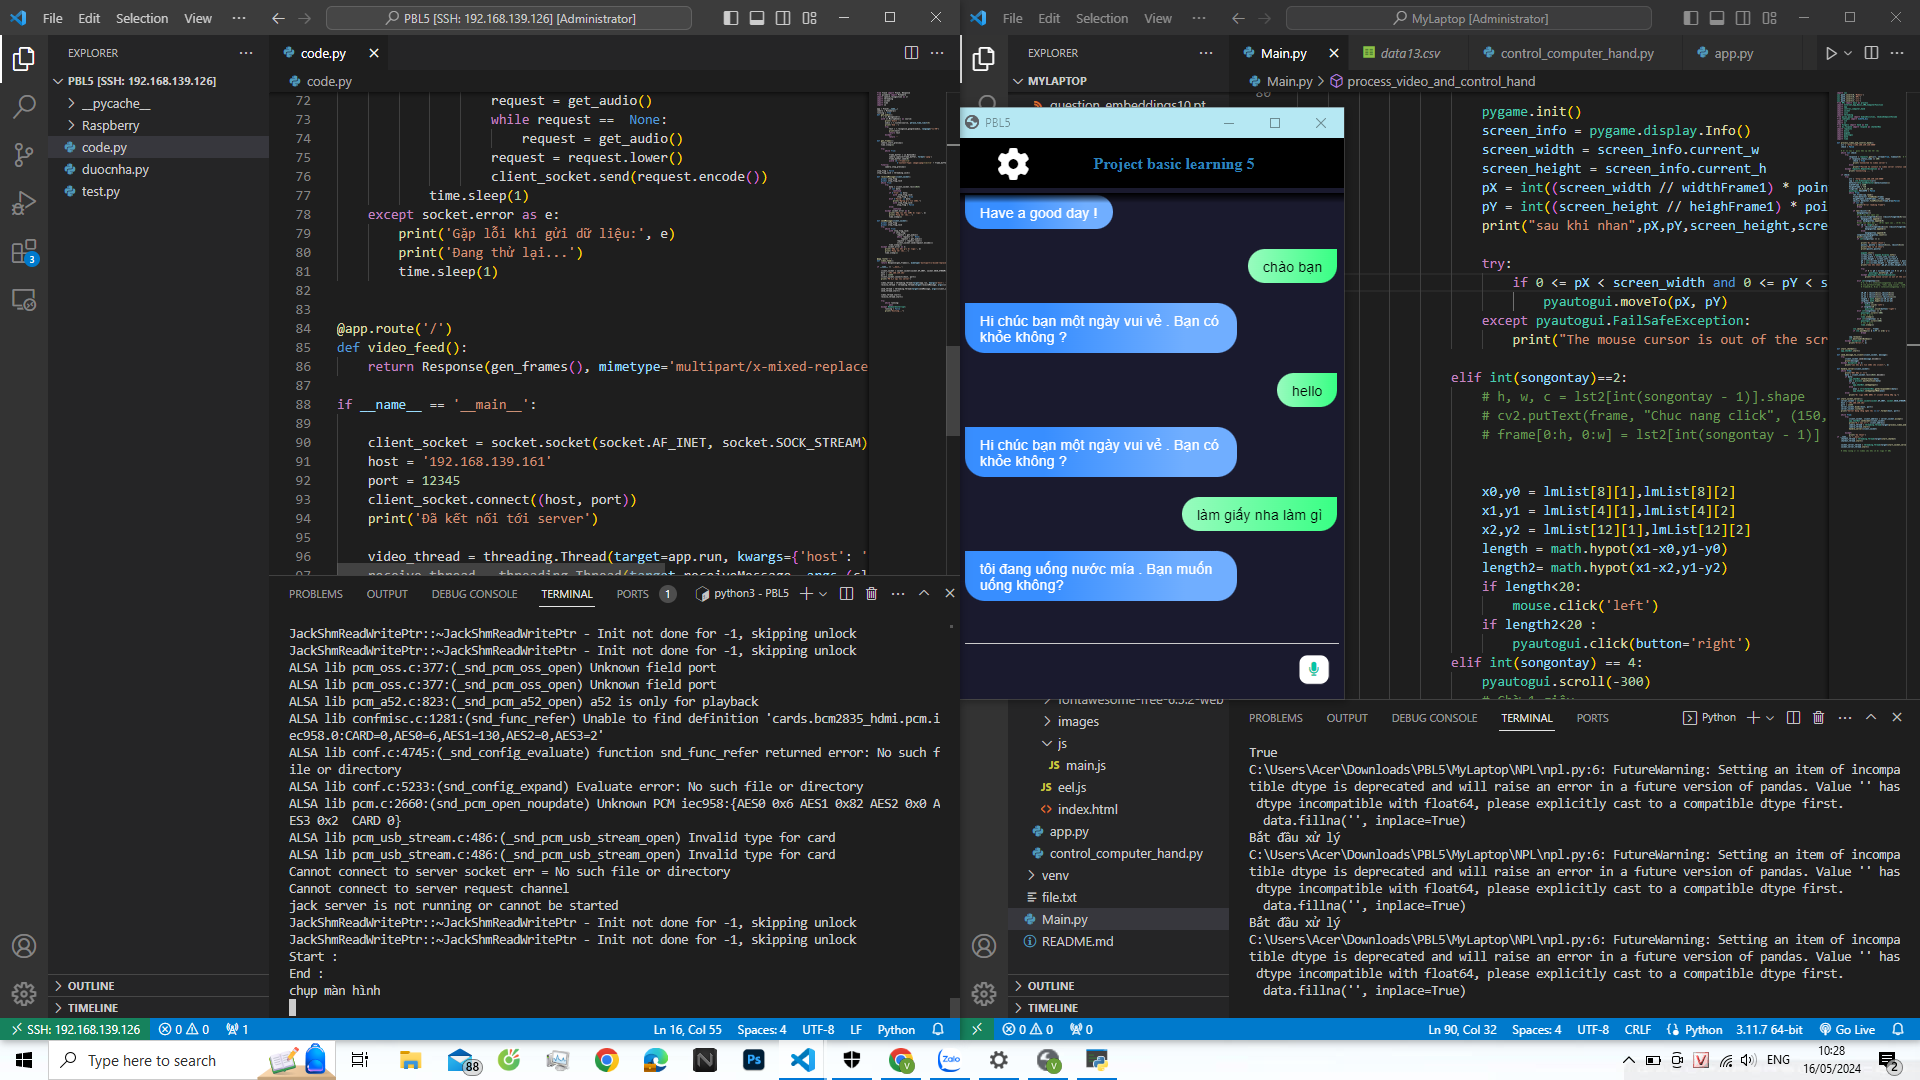 File Edit Selection View ··· PBL5 [SSH: 192.168.139.126] [Administrator]
EXPLORER
PBL5 [SSH: 192.168.139.126]
__pycache__
Raspberry
code.py
duocnha.py
test.py
OUTLINE
TIMELINE
3
code.py
code.py
72 request = get_audio()
73 while request == None:
74 request = get_audio()
75 request = request.lower()
76 client_socket.send(request.encode())
77 time.sleep(1)
78 except socket.error as e:
79 print('Gặp lỗi khi gửi dữ liệu:', e)
80 print('Đang thử lại...')
81 time.sleep(1)
82
83
84 @app.route('/')
85 def video_feed():
86 return Response(gen_frames(), mimetype='multipart/x-mixed-replace
87
88 if __name__ == '__main__':
89
90 client_socket = socket.socket(socket.AF_INET, socket.SOCK_STREAM)
91 host = '192.168.139.161'
92 port = 12345
93 client_socket.connect((host, port))
94 print('Đã kết nối tới server')
95
96 video_thread = threading.Thread(target=app.run, kwargs={'host': '
PROBLEMS OUTPUT DEBUG CONSOLE TERMINAL PORTS 1 python3 - PBL5
JackShmReadWritePtr::~JackShmReadWritePtr - Init not done for -1, skipping unlock
JackShmReadWritePtr::~JackShmReadWritePtr - Init not done for -1, skipping unlock
ALSA lib pcm_oss.c:377:(_snd_pcm_oss_open) Unknown field port
ALSA lib pcm_oss.c:377:(_snd_pcm_oss_open) Unknown field port
ALSA lib pcm_a52.c:823:(_snd_pcm_a52_open) a52 is only for playback
ALSA lib confmisc.c:1281:(snd_func_refer) Unable to find definition 'cards.bcm2835_hdmi.pcm.i
ec958.0:CARD=0,AES0=6,AES1=130,AES2=0,AES3=2'
ALSA lib conf.c:4745:(_snd_config_evaluate) function snd_func_refer returned error: No such f
ile or directory
ALSA lib conf.c:5233:(snd_config_expand) Evaluate error: No such file or directory
ALSA lib pcm.c:2660:(snd_pcm_open_noupdate) Unknown PCM iec958:{AES0 0x6 AES1 0x82 AES2 0x0 A
ES3 0x2  CARD 0}
ALSA lib pcm_usb_stream.c:486:(_snd_pcm_usb_stream_open) Invalid type for card
ALSA lib pcm_usb_stream.c:486:(_snd_pcm_usb_stream_open) Invalid type for card
Cannot connect to server socket err = No such file or directory
Cannot connect to server request channel
jack server is not running or cannot be started
JackShmReadWritePtr::~JackShmReadWritePtr - Init not done for -1, skipping unlock
JackShmReadWritePtr::~JackShmReadWritePtr - Init not done for -1, skipping unlock
Start :
End :
chụp màn hình
SSH: 192.168.139.126 0 0 1 Ln 16, Col 55 Spaces: 4 UTF-8 LF Python
File Edit Selection View ··· MyLaptop [Administrator]
EXPLORER
MYLAPTOP
question_embeddings10.pt
PBL5
Project basic learning 5
Have a good day !
chào bạn
Hi chúc bạn một ngày vui vẻ . Bạn có
khỏe không ?
hello
Hi chúc bạn một ngày vui vẻ . Bạn có
khỏe không ?
làm giấy nha làm gì
tôi đang uống nước mía . Bạn muốn
uống không?
fontawesome-free-6.5.2-web
images
js
main.js
eel.js
index.html
app.py
control_computer_hand.py
venv
file.txt
Main.py
README.md
OUTLINE
TIMELINE
Main.py data13.csv control_computer_hand.py app.py
Main.py > process_video_and_control_hand
86
pygame.init()
screen_info = pygame.display.Info()
screen_width = screen_info.current_w
screen_height = screen_info.current_h
pX = int((screen_width // widthFrame1) * poin
pY = int((screen_height // heighFrame1) * poi
print("sau khi nhan",pX,pY,screen_height,scre
try:
if 0 <= pX < screen_width and 0 <= pY < s
pyautogui.moveTo(pX, pY)
except pyautogui.FailSafeException:
print("The mouse cursor is out of the scr
elif int(songontay)==2:
# h, w, c = lst2[int(songontay - 1)].shape
# cv2.putText(frame, "Chuc nang click", (150,
# frame[0:h, 0:w] = lst2[int(songontay - 1)]
x0,y0 = lmList[8][1],lmList[8][2]
x1,y1 = lmList[4][1],lmList[4][2]
x2,y2 = lmList[12][1],lmList[12][2]
length = math.hypot(x1-x0,y1-y0)
length2= math.hypot(x1-x2,y1-y2)
if length<20:
mouse.click('left')
if length2<20 :
pyautogui.click(button='right')
elif int(songontay) == 4:
pyautogui.scroll(-300)
PROBLEMS OUTPUT DEBUG CONSOLE TERMINAL PORTS Python
True
C:\Users\Acer\Downloads\PBL5\MyLaptop\NPL\npl.py:6: FutureWarning: Setting an item of incompa
tible dtype is deprecated and will raise an error in a future version of pandas. Value '' has
dtype incompatible with float64, please explicitly cast to a compatible dtype first.
data.fillna('', inplace=True)
Bắt đầu xử lý
C:\Users\Acer\Downloads\PBL5\MyLaptop\NPL\npl.py:6: FutureWarning: Setting an item of incompa
tible dtype is deprecated and will raise an error in a future version of pandas. Value '' has
dtype incompatible with float64, please explicitly cast to a compatible dtype first.
data.fillna('', inplace=True)
Bắt đầu xử lý
C:\Users\Acer\Downloads\PBL5\MyLaptop\NPL\npl.py:6: FutureWarning: Setting an item of incompa
tible dtype is deprecated and will raise an error in a future version of pandas. Value '' has
dtype incompatible with float64, please explicitly cast to a compatible dtype first.
data.fillna('', inplace=True)
0 0 0 Ln 90, Col 32 Spaces: 4 UTF-8 CRLF Python 3.11.7 64-bit Go Live
Type here to search 88 Ps Zalo ENG 10:28
16/05/2024 2